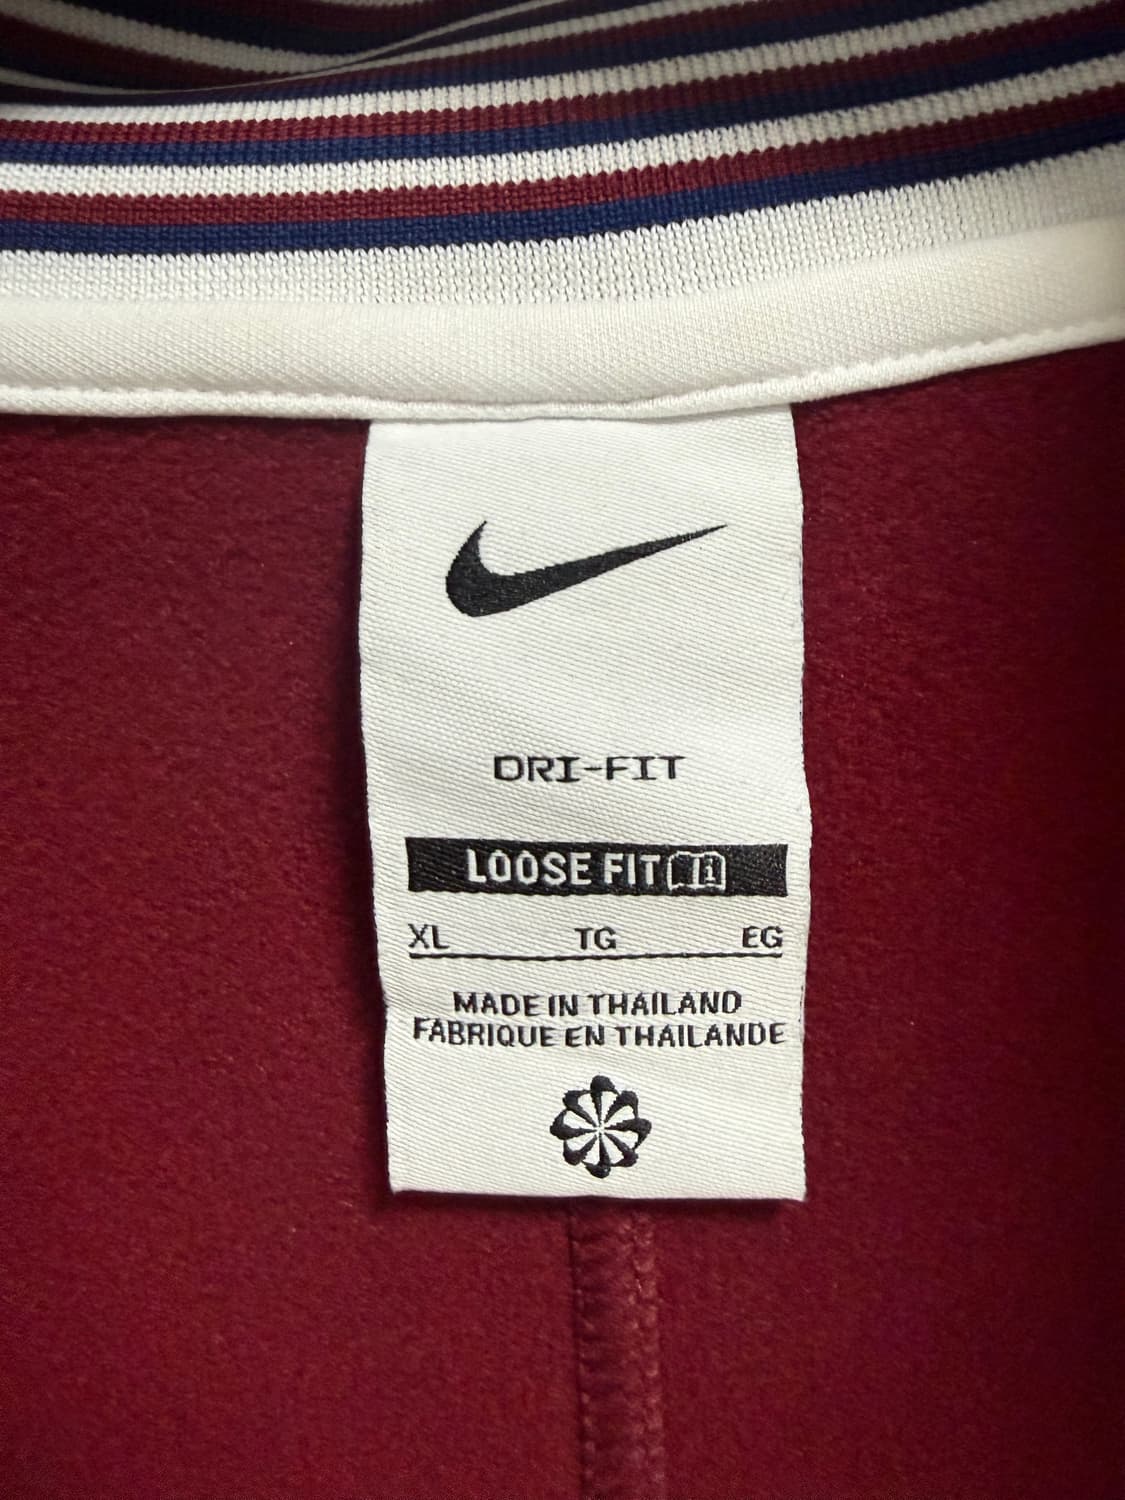 DRI-FIT
LOOSE FIT
XL TG EG
MADE IN THAILAND
FABRIQUE EN THAILANDE